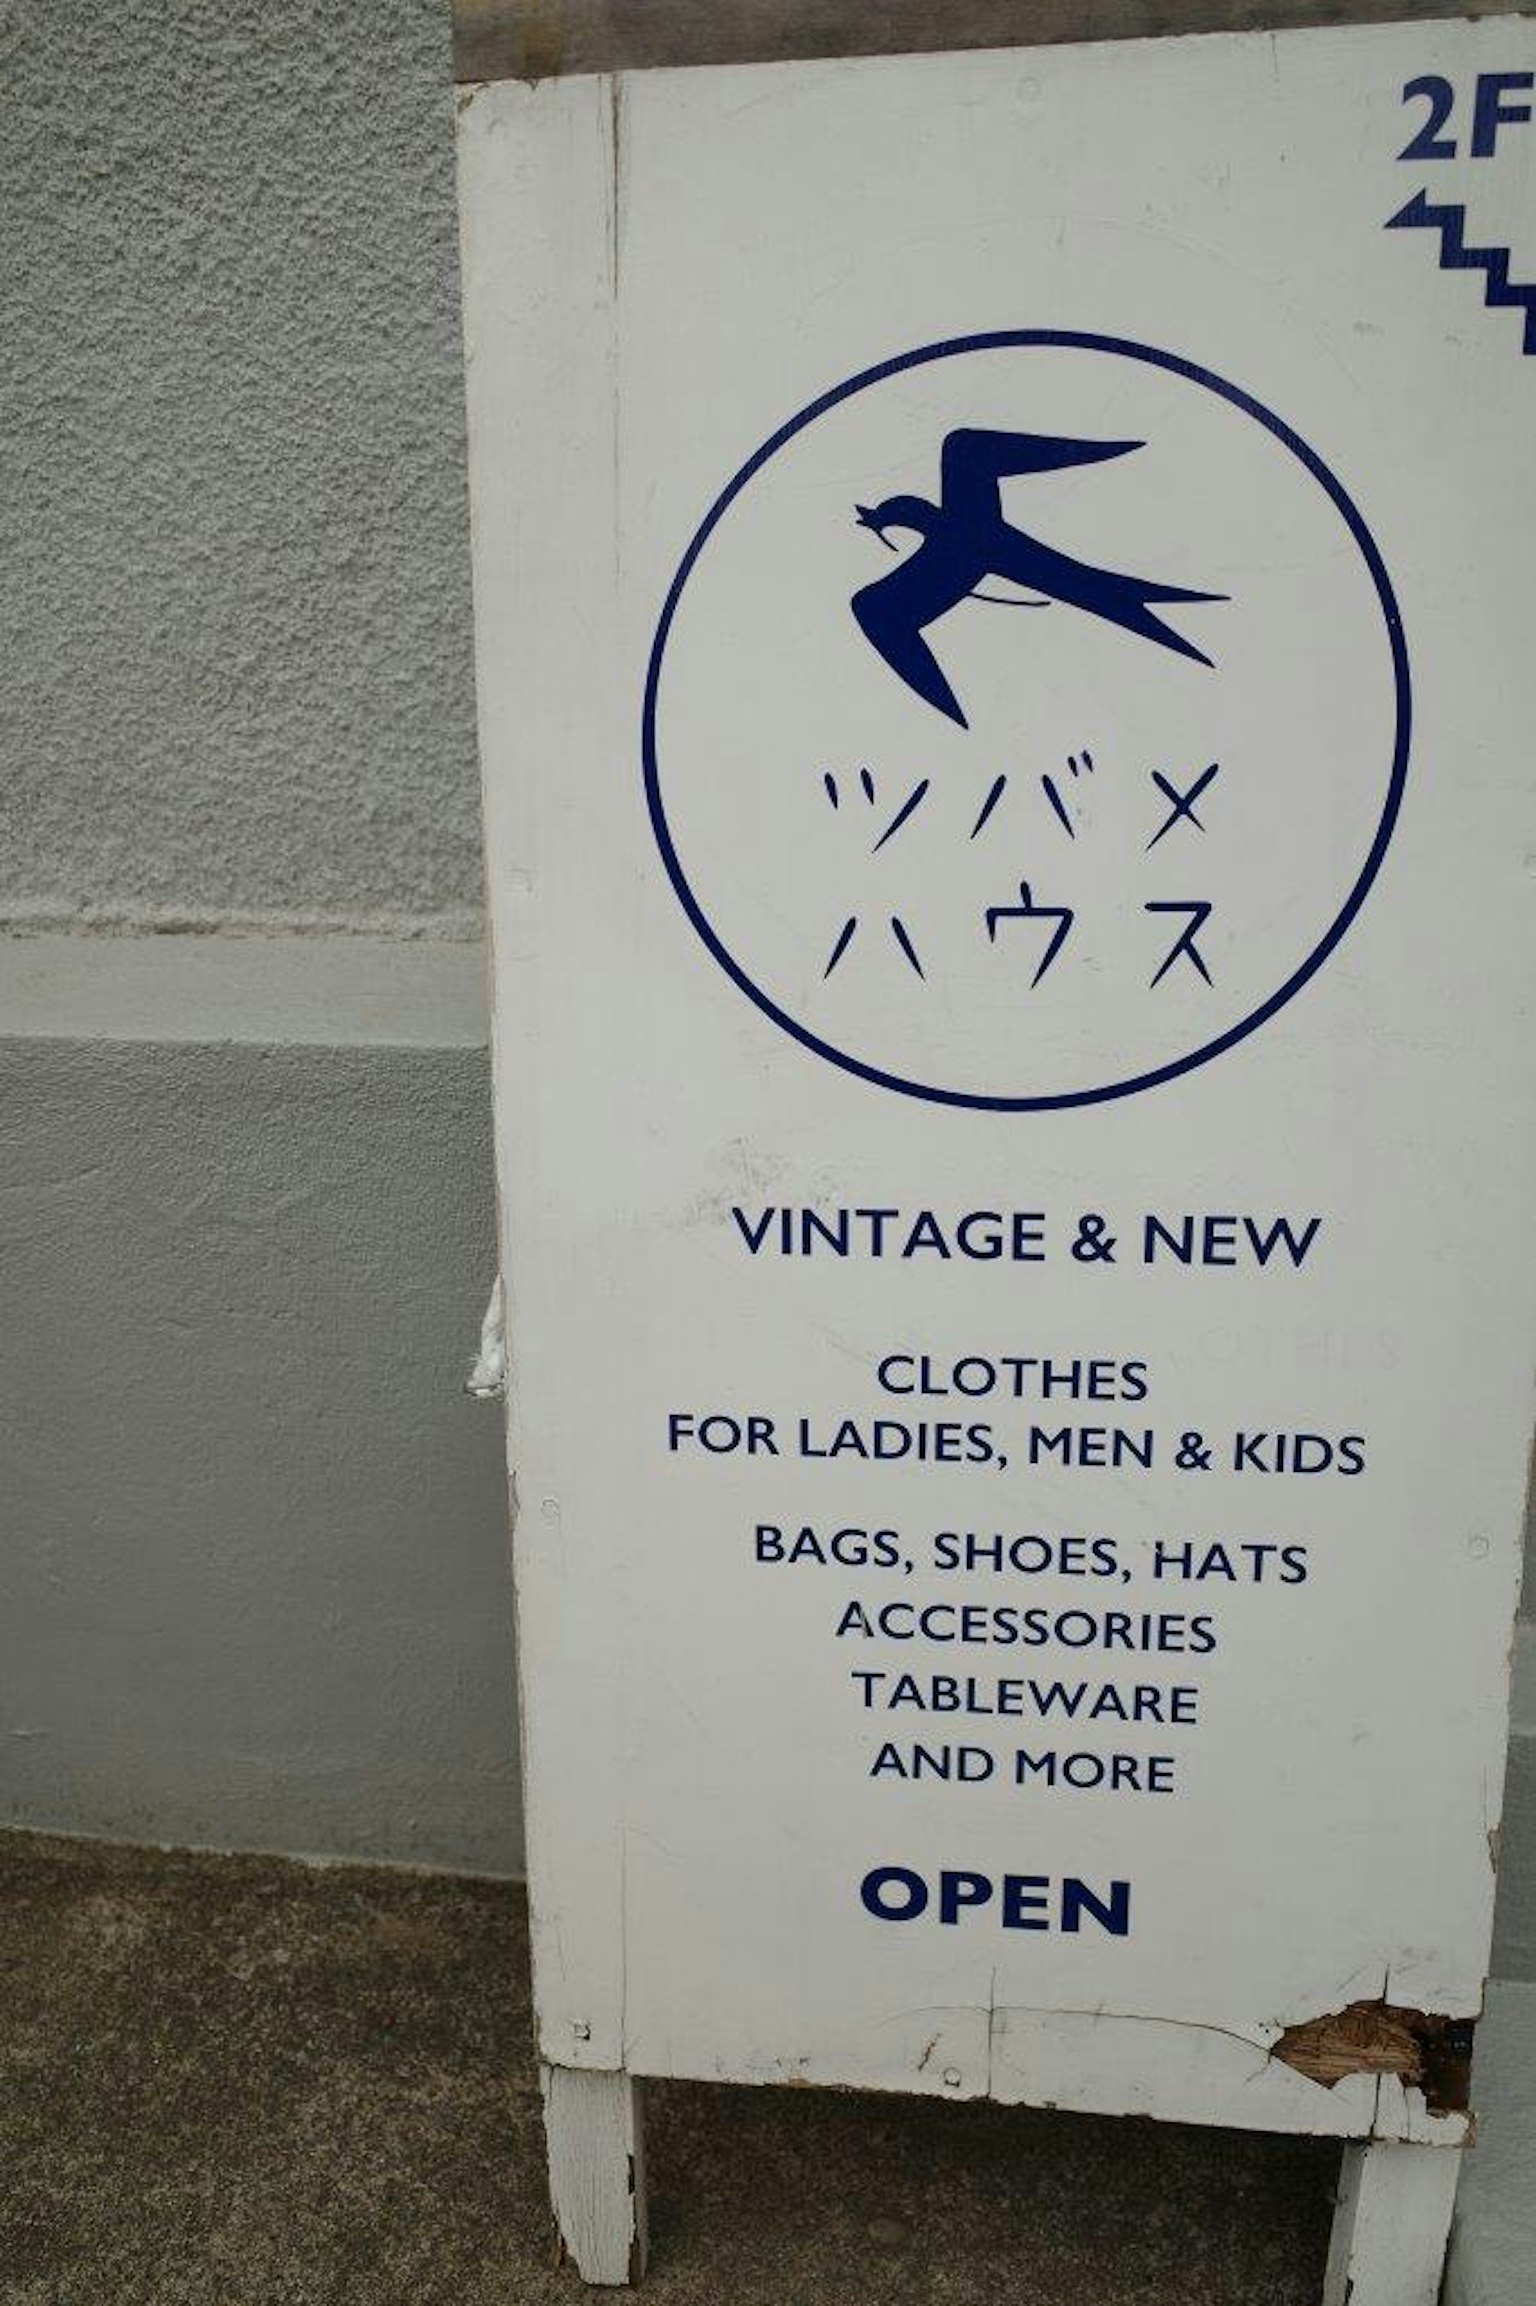 2F
ツバメ
ハウス
VINTAGE & NEW
CLOTHES
FOR LADIES, MEN & KIDS
BAGS, SHOES, HATS
ACCESSORIES
TABLEWARE
AND MORE
OPEN